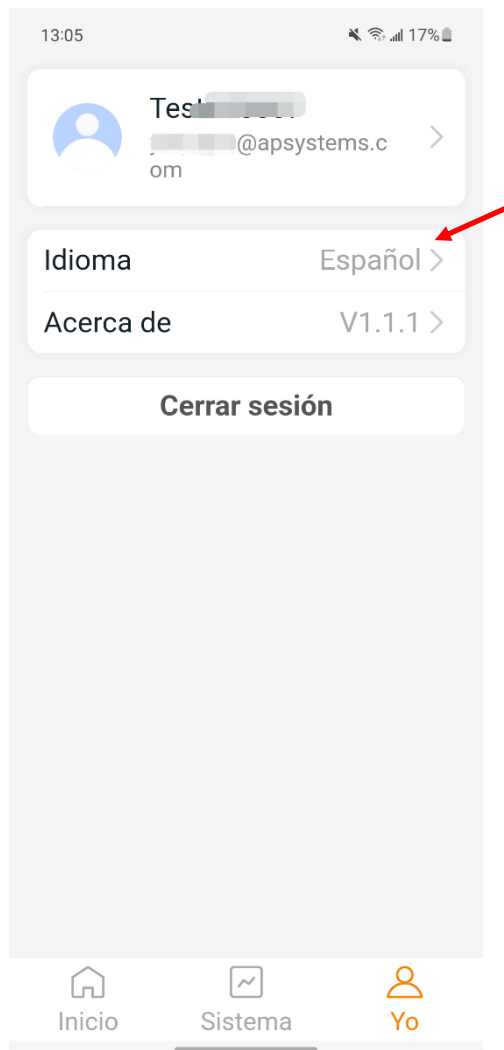 13:05 17%
@apsystems.c
om
Idioma Español
Acerca de V1.1.1
Cerrar sesión
Inicio Sistema Yo